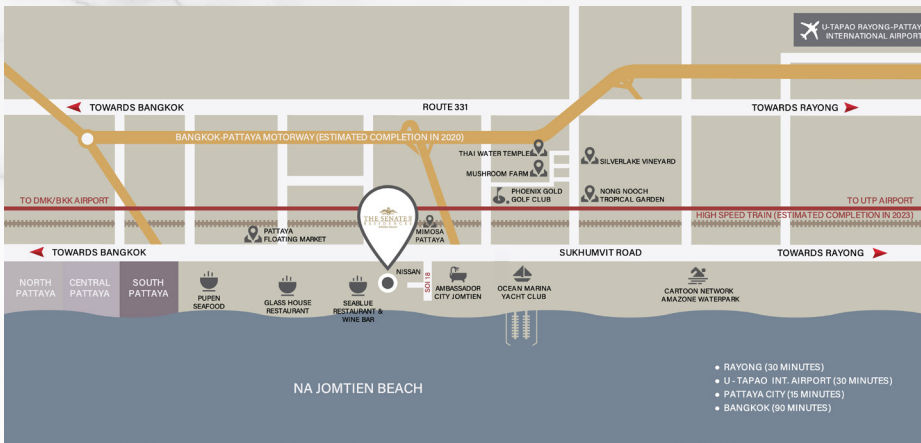 U-TAPAO RAYONG-PATTAY
INTERNATIONAL AIRPORT
TOWARDS BANGKOK
ROUTE 331
TOWARDS RAYONG
BANGKOK-PATTAYA MOTORWAY (ESTIMATED COMPLETION IN 2020)
THAI WATER TEMPLE
MUSHROOM FARM
SILVERLAKE VINEYARD
PHOENIX GOLD
GOLF CLUB
NONG NOOCH
TROPICAL GARDEN
TO DMK/BKK AIRPORT
TO UTP AIRPORT
HIGH SPEED TRAIN (ESTIMATED COMPLETION IN 2023)
THE SENATER
RESIDENCES
PATTAYA
FLOATING MARKET
MIMOSA
PATTAYA
TOWARDS BANGKOK
SUKHUMVIT ROAD
TOWARDS RAYONG
NORTH
PATTAYA
CENTRAL
PATTAYA
SOUTH
PATTAYA
PUPEN
SEAFOOD
GLASS HOUSE
RESTAURANT
SEABLUE
RESTAURANT &
WINE BAR
NISSAN
SOI 18
AMBASSADOR
CITY JOMTIEN
OCEAN MARINA
YACHT CLUB
CARTOON NETWORK
AMAZONE WATERPARK
NA JOMTIEN BEACH
• RAYONG (30 MINUTES)
• U - TAPAO INT. AIRPORT (30 MINUTES)
• PATTAYA CITY (15 MINUTES)
• BANGKOK (90 MINUTES)